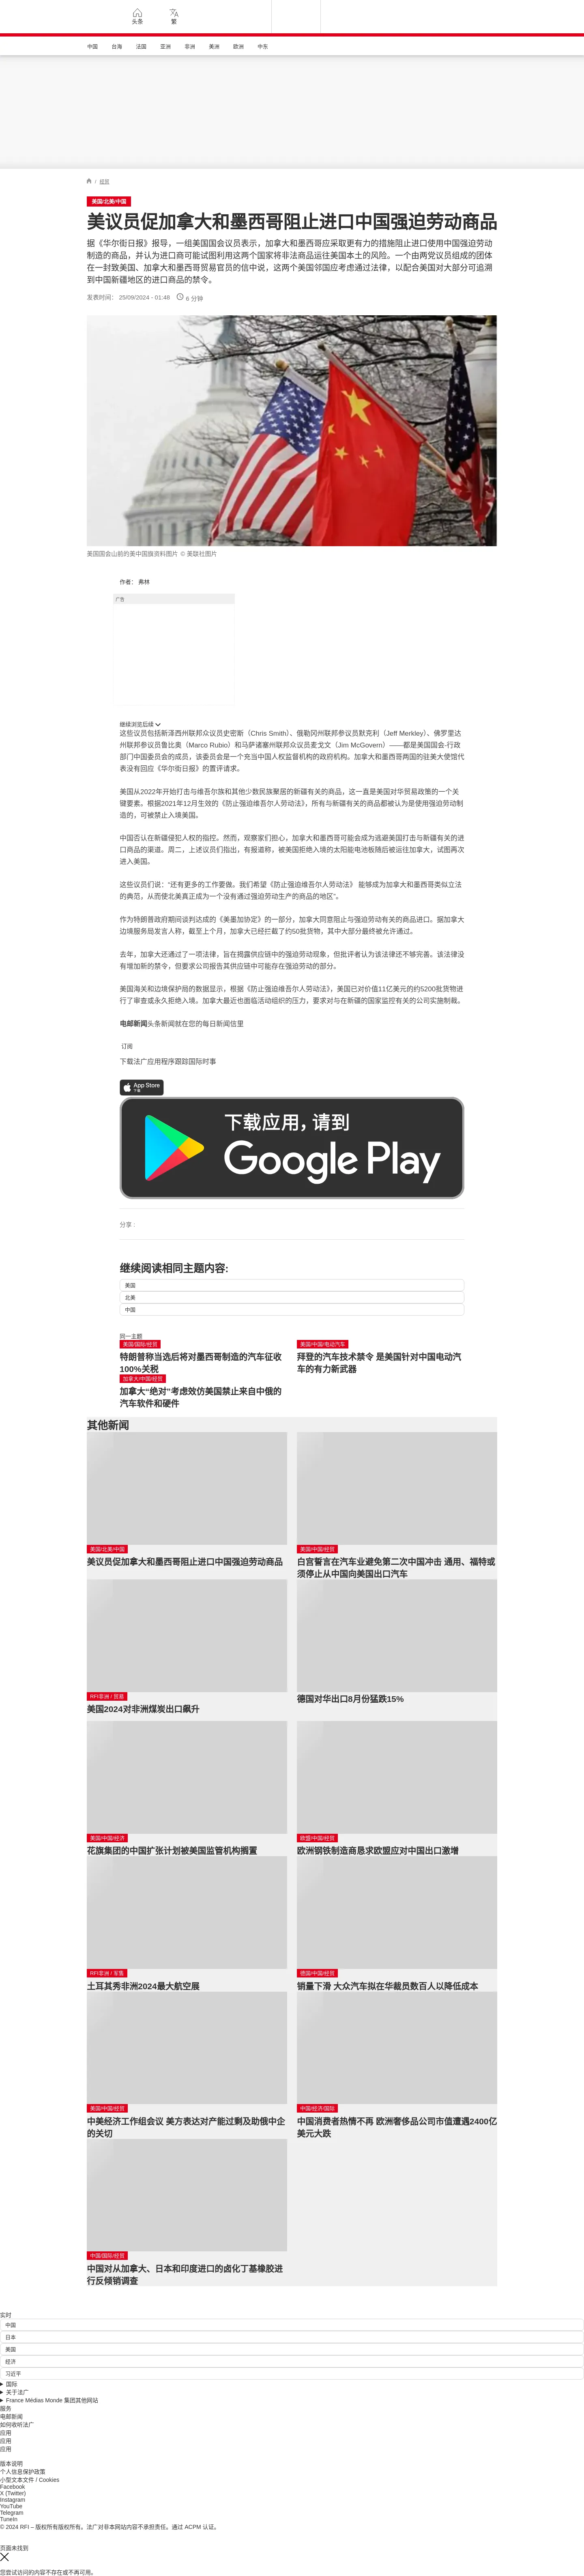 头条
繁
中国
台海
法国
亚洲
非洲
美洲
欧洲
中东
/ 经贸
美国/北美/中国
美议员促加拿大和墨西哥阻止进口中国强迫劳动商品
据《华尔街日报》报导，一组美国国会议员表示，加拿大和墨西哥应采取更有力的措施阻止进口使用中国强迫劳动
制造的商品，并认为进口商可能试图利用这两个国家将非法商品运往美国本土的风险。一个由两党议员组成的团体
在一封致美国、加拿大和墨西哥贸易官员的信中说，这两个美国邻国应考虑通过法律，以配合美国对大部分可追溯
到中国新疆地区的进口商品的禁令。
发表时间： 25/09/2024 - 01:48
6 分钟
美国国会山前的美中国旗资料图片 © 美联社图片
作者： 弗林
广告
继续浏览后续
这些议员包括新泽西州联邦众议员史密斯（Chris Smith）、俄勒冈州联邦参议员默克利（Jeff Merkley）、佛罗里达
州联邦参议员鲁比奥（Marco Rubio）和马萨诸塞州联邦众议员麦戈文（Jim McGovern）——都是美国国会-行政
部门中国委员会的成员，该委员会是一个充当中国人权监督机构的政府机构。加拿大和墨西哥两国的驻美大使馆代
表没有回应《华尔街日报》的置评请求。
美国从2022年开始打击与维吾尔族和其他少数民族聚居的新疆有关的商品，这一直是美国对华贸易政策的一个关
键要素。根据2021年12月生效的《防止强迫维吾尔人劳动法》，所有与新疆有关的商品都被认为是使用强迫劳动制
造的，可被禁止入境美国。
中国否认在新疆侵犯人权的指控。然而，观察家们担心，加拿大和墨西哥可能会成为逃避美国打击与新疆有关的进
口商品的渠道。周二，上述议员们指出，有报道称，被美国拒绝入境的太阳能电池板随后被运往加拿大，试图再次
进入美国。
这些议员们说：“还有更多的工作要做。我们希望《防止强迫维吾尔人劳动法》 能够成为加拿大和墨西哥类似立法
的典范，从而使北美真正成为一个没有通过强迫劳动生产的商品的地区”。
作为特朗普政府期间谈判达成的《美墨加协定》的一部分，加拿大同意阻止与强迫劳动有关的商品进口。据加拿大
边境服务局发言人称，截至上个月，加拿大已经拦截了约50批货物，其中大部分最终被允许通过。
去年，加拿大还通过了一项法律，旨在揭露供应链中的强迫劳动现象，但批评者认为该法律还不够完善。该法律没
有增加新的禁令，但要求公司报告其供应链中可能存在强迫劳动的部分。
美国海关和边境保护局的数据显示，根据《防止强迫维吾尔人劳动法》，美国已对价值11亿美元的约5200批货物进
行了审查或永久拒绝入境。加拿大最近也面临活动组织的压力，要求对与在新疆的国家监控有关的公司实施制裁。
电邮新闻头条新闻就在您的每日新闻信里
订阅
下载法广应用程序跟踪国际时事
App Store
下载
下载应用，请到
Google Play
分享 :
继续阅读相同主题内容:
美国
北美
中国
同一主题
美国/国际/经贸
特朗普称当选后将对墨西哥制造的汽车征收
100%关税
美国/中国/电动汽车
拜登的汽车技术禁令 是美国针对中国电动汽
车的有力新武器
加拿大/中国/经贸
加拿大“绝对”考虑效仿美国禁止来自中俄的
汽车软件和硬件
其他新闻
美国/北美/中国
美议员促加拿大和墨西哥阻止进口中国强迫劳动商品
美国/中国/经贸
白宫誓言在汽车业避免第二次中国冲击 通用、福特或
须停止从中国向美国出口汽车
RFI非洲 / 贸易
美国2024对非洲煤炭出口飙升
德国对华出口8月份猛跌15%
美国/中国/经济
花旗集团的中国扩张计划被美国监管机构搁置
欧盟/中国/经贸
欧洲钢铁制造商恳求欧盟应对中国出口激增
RFI非洲 / 军售
土耳其秀非洲2024最大航空展
德国/中国/经贸
销量下滑 大众汽车拟在华裁员数百人以降低成本
美国/中国/经贸
中美经济工作组会议 美方表达对产能过剩及助俄中企
的关切
中国/经济/国际
中国消费者热情不再 欧洲奢侈品公司市值遭遇2400亿
美元大跌
中国/国际/经贸
中国对从加拿大、日本和印度进口的卤化丁基橡胶进
行反倾销调查
实时
中国
日本
美国
经济
习近平
国际
关于法广
France Médias Monde 集团其他网站
服务
电邮新闻
如何收听法广
应用
应用
应用
版本说明
个人信息保护政策
小型文本文件 / Cookies
Facebook
X (Twitter)
Instagram
YouTube
Telegram
TuneIn
© 2024 RFI – 版权所有版权所有。法广对非本网站内容不承担责任。通过 ACPM 认证。
页面未找到
您尝试访问的内容不存在或不再可用。